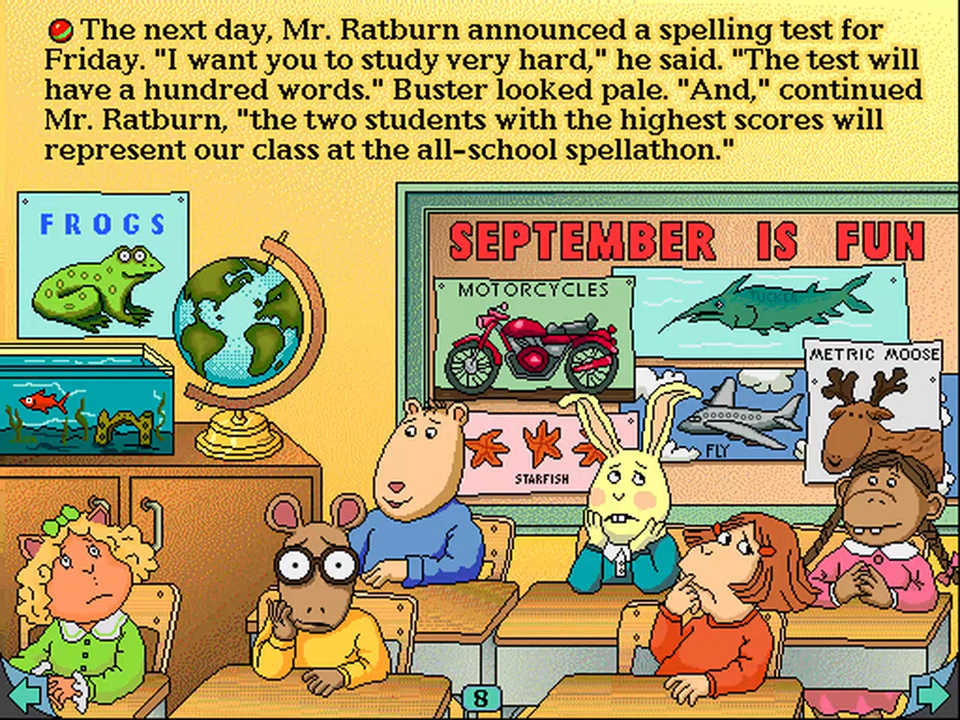 The next day, Mr. Ratburn announced a spelling test for
Friday. "I want you to study very hard," he said. "The test will
have a hundred words." Buster looked pale. "And," continued
Mr. Ratburn, "the two students with the highest scores will
represent our class at the all-school spellathon."
FROGS
SEPTEMBER IS FUN
MOTORCYCLES
TUCKER
METRIC MOOSE
FLY
STARFISH
8